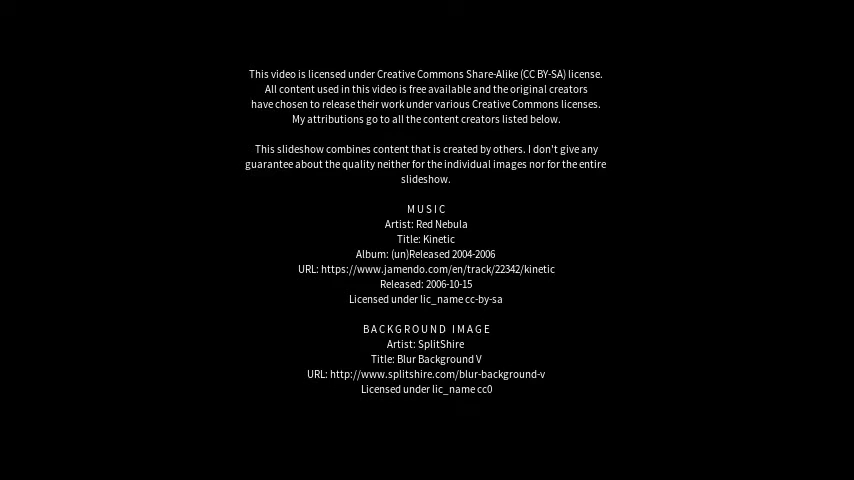 This video is licensed under Creative Commons Share-Alike (CC BY-SA) license.
All content used in this video is free available and the original creators
have chosen to release their work under various Creative Commons licenses.
My attributions go to all the content creators listed below.
This slideshow combines content that is created by others. I don't give any
guarantee about the quality neither for the individual images nor for the entire
slideshow.
MUSIC
Artist: Red Nebula
Title: Kinetic
Album: (un)Released 2004-2006
URL: https://www.jamendo.com/en/track/22342/kinetic
Released: 2006-10-15
Licensed under lic_name cc-by-sa
BACKGROUND IMAGE
Artist: SplitShire
Title: Blur Background V
URL: http://www.splitshire.com/blur-background-v
Licensed under lic_name cc0